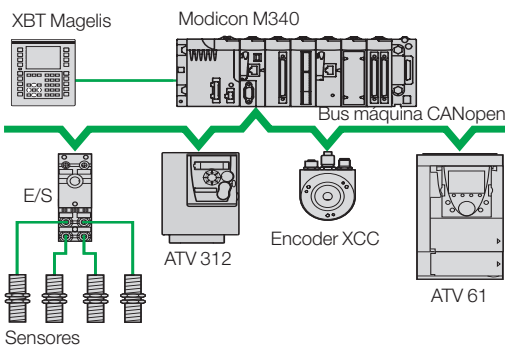 XBT Magelis
Modicon M340
Bus máquina CANopen
E/S
ATV 312
Encoder XCC
ATV 61
Sensores